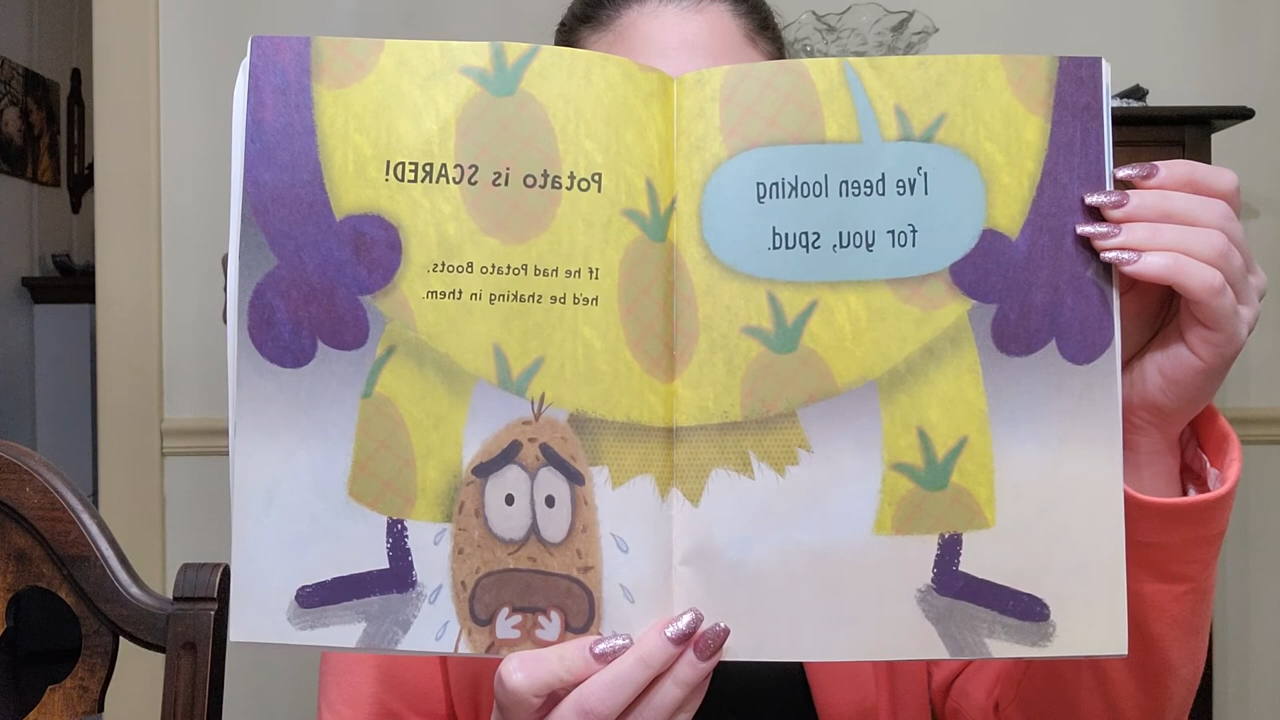 I've been looking
for you, spud.
Potato is SCARED!
If he had Potato Boots,
he'd be shaking in them.